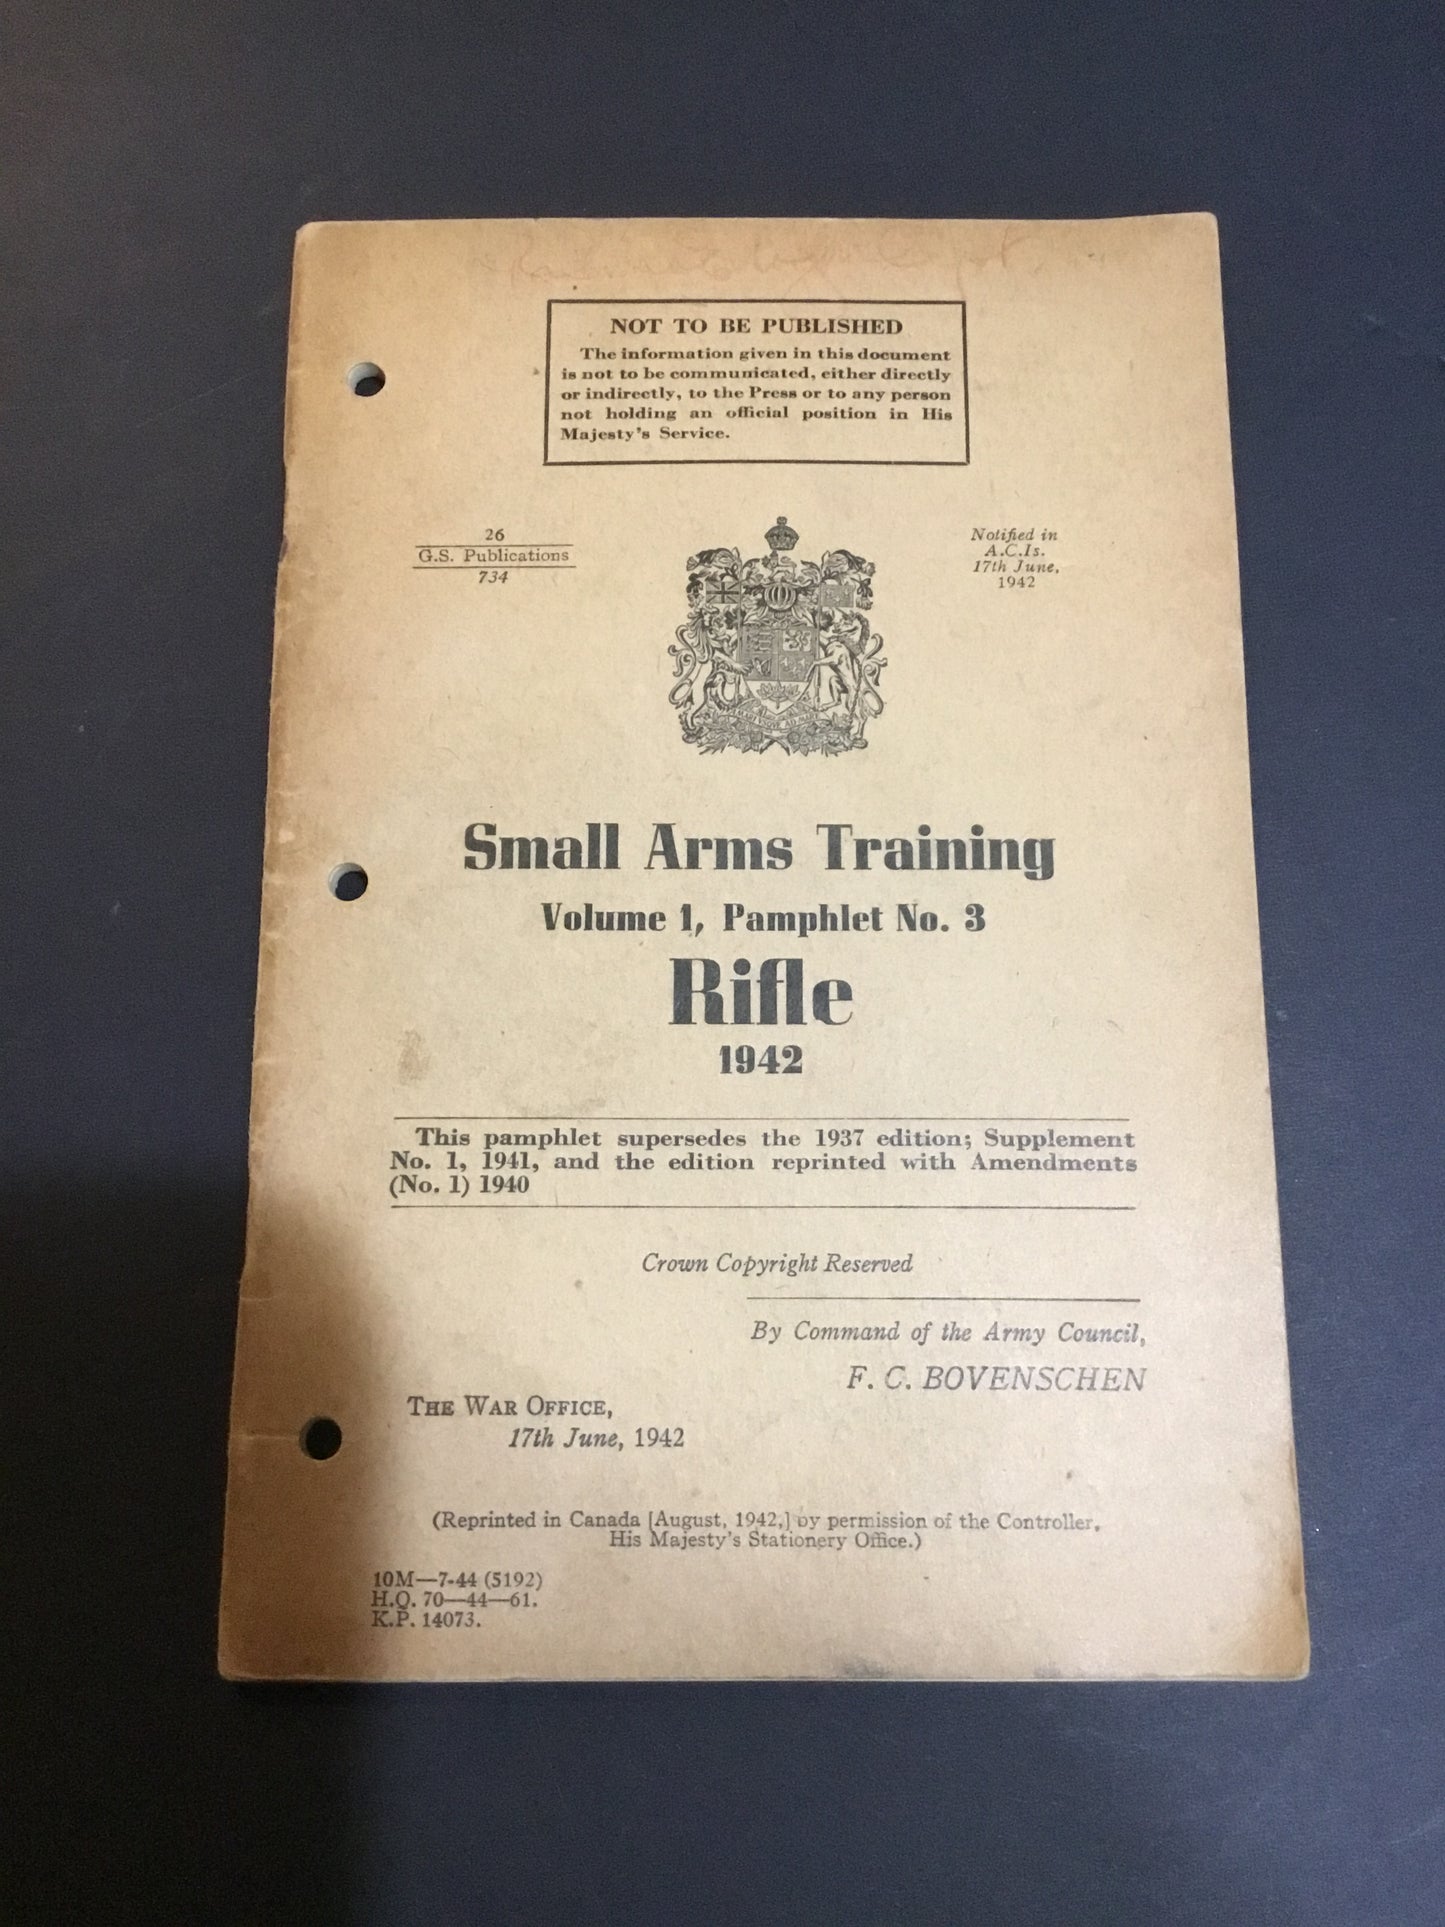 NOT TO BE PUBLISHED
The information given in this document
is not to be communicated, either directly
or indirectly, to the Press or to any person
not holding an official position in His
Majesty's Service.
26
G.S. Publications
734
Notified in
A.C.Is.
17th June,
1942
Small Arms Training
Volume 1, Pamphlet No. 3
Rifle
1942
This pamphlet supersedes the 1937 edition; Supplement
No. 1, 1941, and the edition reprinted with Amendments
(No. 1) 1940
Crown Copyright Reserved
By Command of the Army Council,
F. C. BOVENSCHEN
THE WAR OFFICE,
17th June, 1942
(Reprinted in Canada [August, 1942,] by permission of the Controller,
His Majesty's Stationery Office.)
10M—7-44 (5192)
H.Q. 70—44—61.
K.P. 14073.